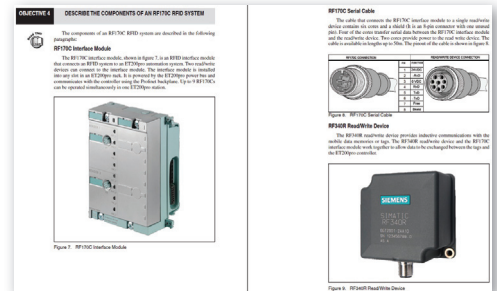 OBJECTIVE 4 DESCRIBE THE COMPONENTS OF AN RF170C RFID SYSTEM
The components of an RF170C RFID system are described in the following
paragraphs:
RF170C Interface Module
The RF170C interface module, shown in figure 7, is an RFID interface module
that connects an RFID system to an ET200pro automation system. Two read/write
devices can connect to the interface module. The interface module is installed
into any slot in an ET200pro rack. It is powered by the ET200pro power bus and
communicates with the controller using the Profinet backplane. Up to 9 RF170Cs
can be operated simultaneously in one ET200pro station.
Figure 7. RF170C Interface Module
RF170C Serial Cable
The cable that connects the RF170C interface module to a single read/write
device contains six cores and a shield (It is an 8-pin connector with one unused
pin). Four of the cores transfer serial data between the RF170C interface module
and the read/write device. Two cores provide power to the read write device. The
cable is available in lengths up to 50m. The pinout of the cable is shown in figure 8.
READ/WRITE DEVICE CONNECTION
Figure 8. RF170C Serial Cable
RF340R Read/Write Device
The RF340R read/write device provides inductive communications with the
mobile data memories or tags. The RF340R read/write device and the RF170C
interface module work together to allow data to be exchanged between the tags and
the ET200pro controller.
SIEMENS
SIMATIC
RF340R
Figure 9. RF340R Read/Write Device